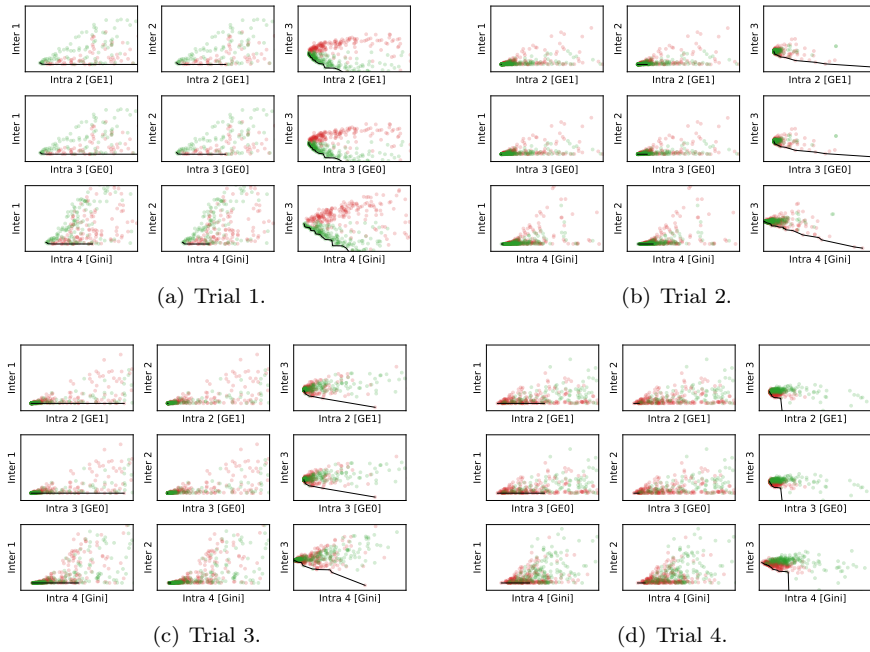 Inter 1
Intra 2 [GE1]
Inter 2
Intra 2 [GE1]
Inter 3
Intra 2 [GE1]
Inter 1
Intra 3 [GE0]
Inter 2
Intra 3 [GE0]
Inter 3
Intra 3 [GE0]
Inter 1
Intra 4 [Gini]
Inter 2
Intra 4 [Gini]
Inter 3
Intra 4 [Gini]
(a) Trial 1.
Inter 1
Intra 2 [GE1]
Inter 2
Intra 2 [GE1]
Inter 3
Intra 2 [GE1]
Inter 1
Intra 3 [GE0]
Inter 2
Intra 3 [GE0]
Inter 3
Intra 3 [GE0]
Inter 1
Intra 4 [Gini]
Inter 2
Intra 4 [Gini]
Inter 3
Intra 4 [Gini]
(b) Trial 2.
Inter 1
Intra 2 [GE1]
Inter 2
Intra 2 [GE1]
Inter 3
Intra 2 [GE1]
Inter 1
Intra 3 [GE0]
Inter 2
Intra 3 [GE0]
Inter 3
Intra 3 [GE0]
Inter 1
Intra 4 [Gini]
Inter 2
Intra 4 [Gini]
Inter 3
Intra 4 [Gini]
(c) Trial 3.
Inter 1
Intra 2 [GE1]
Inter 2
Intra 2 [GE1]
Inter 3
Intra 2 [GE1]
Inter 1
Intra 3 [GE0]
Inter 2
Intra 3 [GE0]
Inter 3
Intra 3 [GE0]
Inter 1
Intra 4 [Gini]
Inter 2
Intra 4 [Gini]
Inter 3
Intra 4 [Gini]
(d) Trial 4.